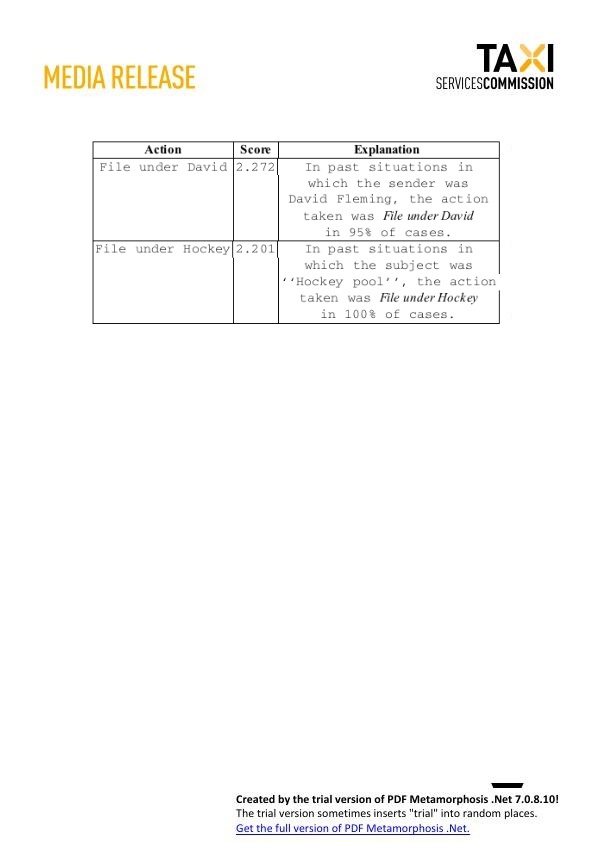 MEDIA RELEASE
TAXI
SERVICESCOMMISSION
Action Score Explanation
File under David 2.272 In past situations in
which the sender was
David Fleming, the action
taken was File under David
in 95% of cases.
File under Hockey 2.201 In past situations in
which the subject was
‘‘Hockey pool’’, the action
taken was File under Hockey
in 100% of cases.
Created by the trial version of PDF Metamorphosis .Net 7.0.8.10!
The trial version sometimes inserts "trial" into random places.
Get the full version of PDF Metamorphosis .Net.